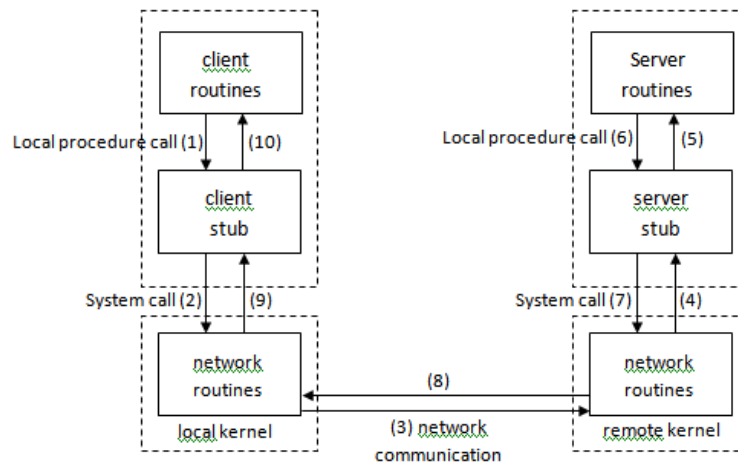 client
routines
Server
routines
Local procedure call (1)
(10)
Local procedure call (6)
(5)
client
stub
server
stub
System call (2)
(9)
System call (7)
(4)
network
routines
network
routines
(8)
local kernel
(3) network
communication
remote kernel